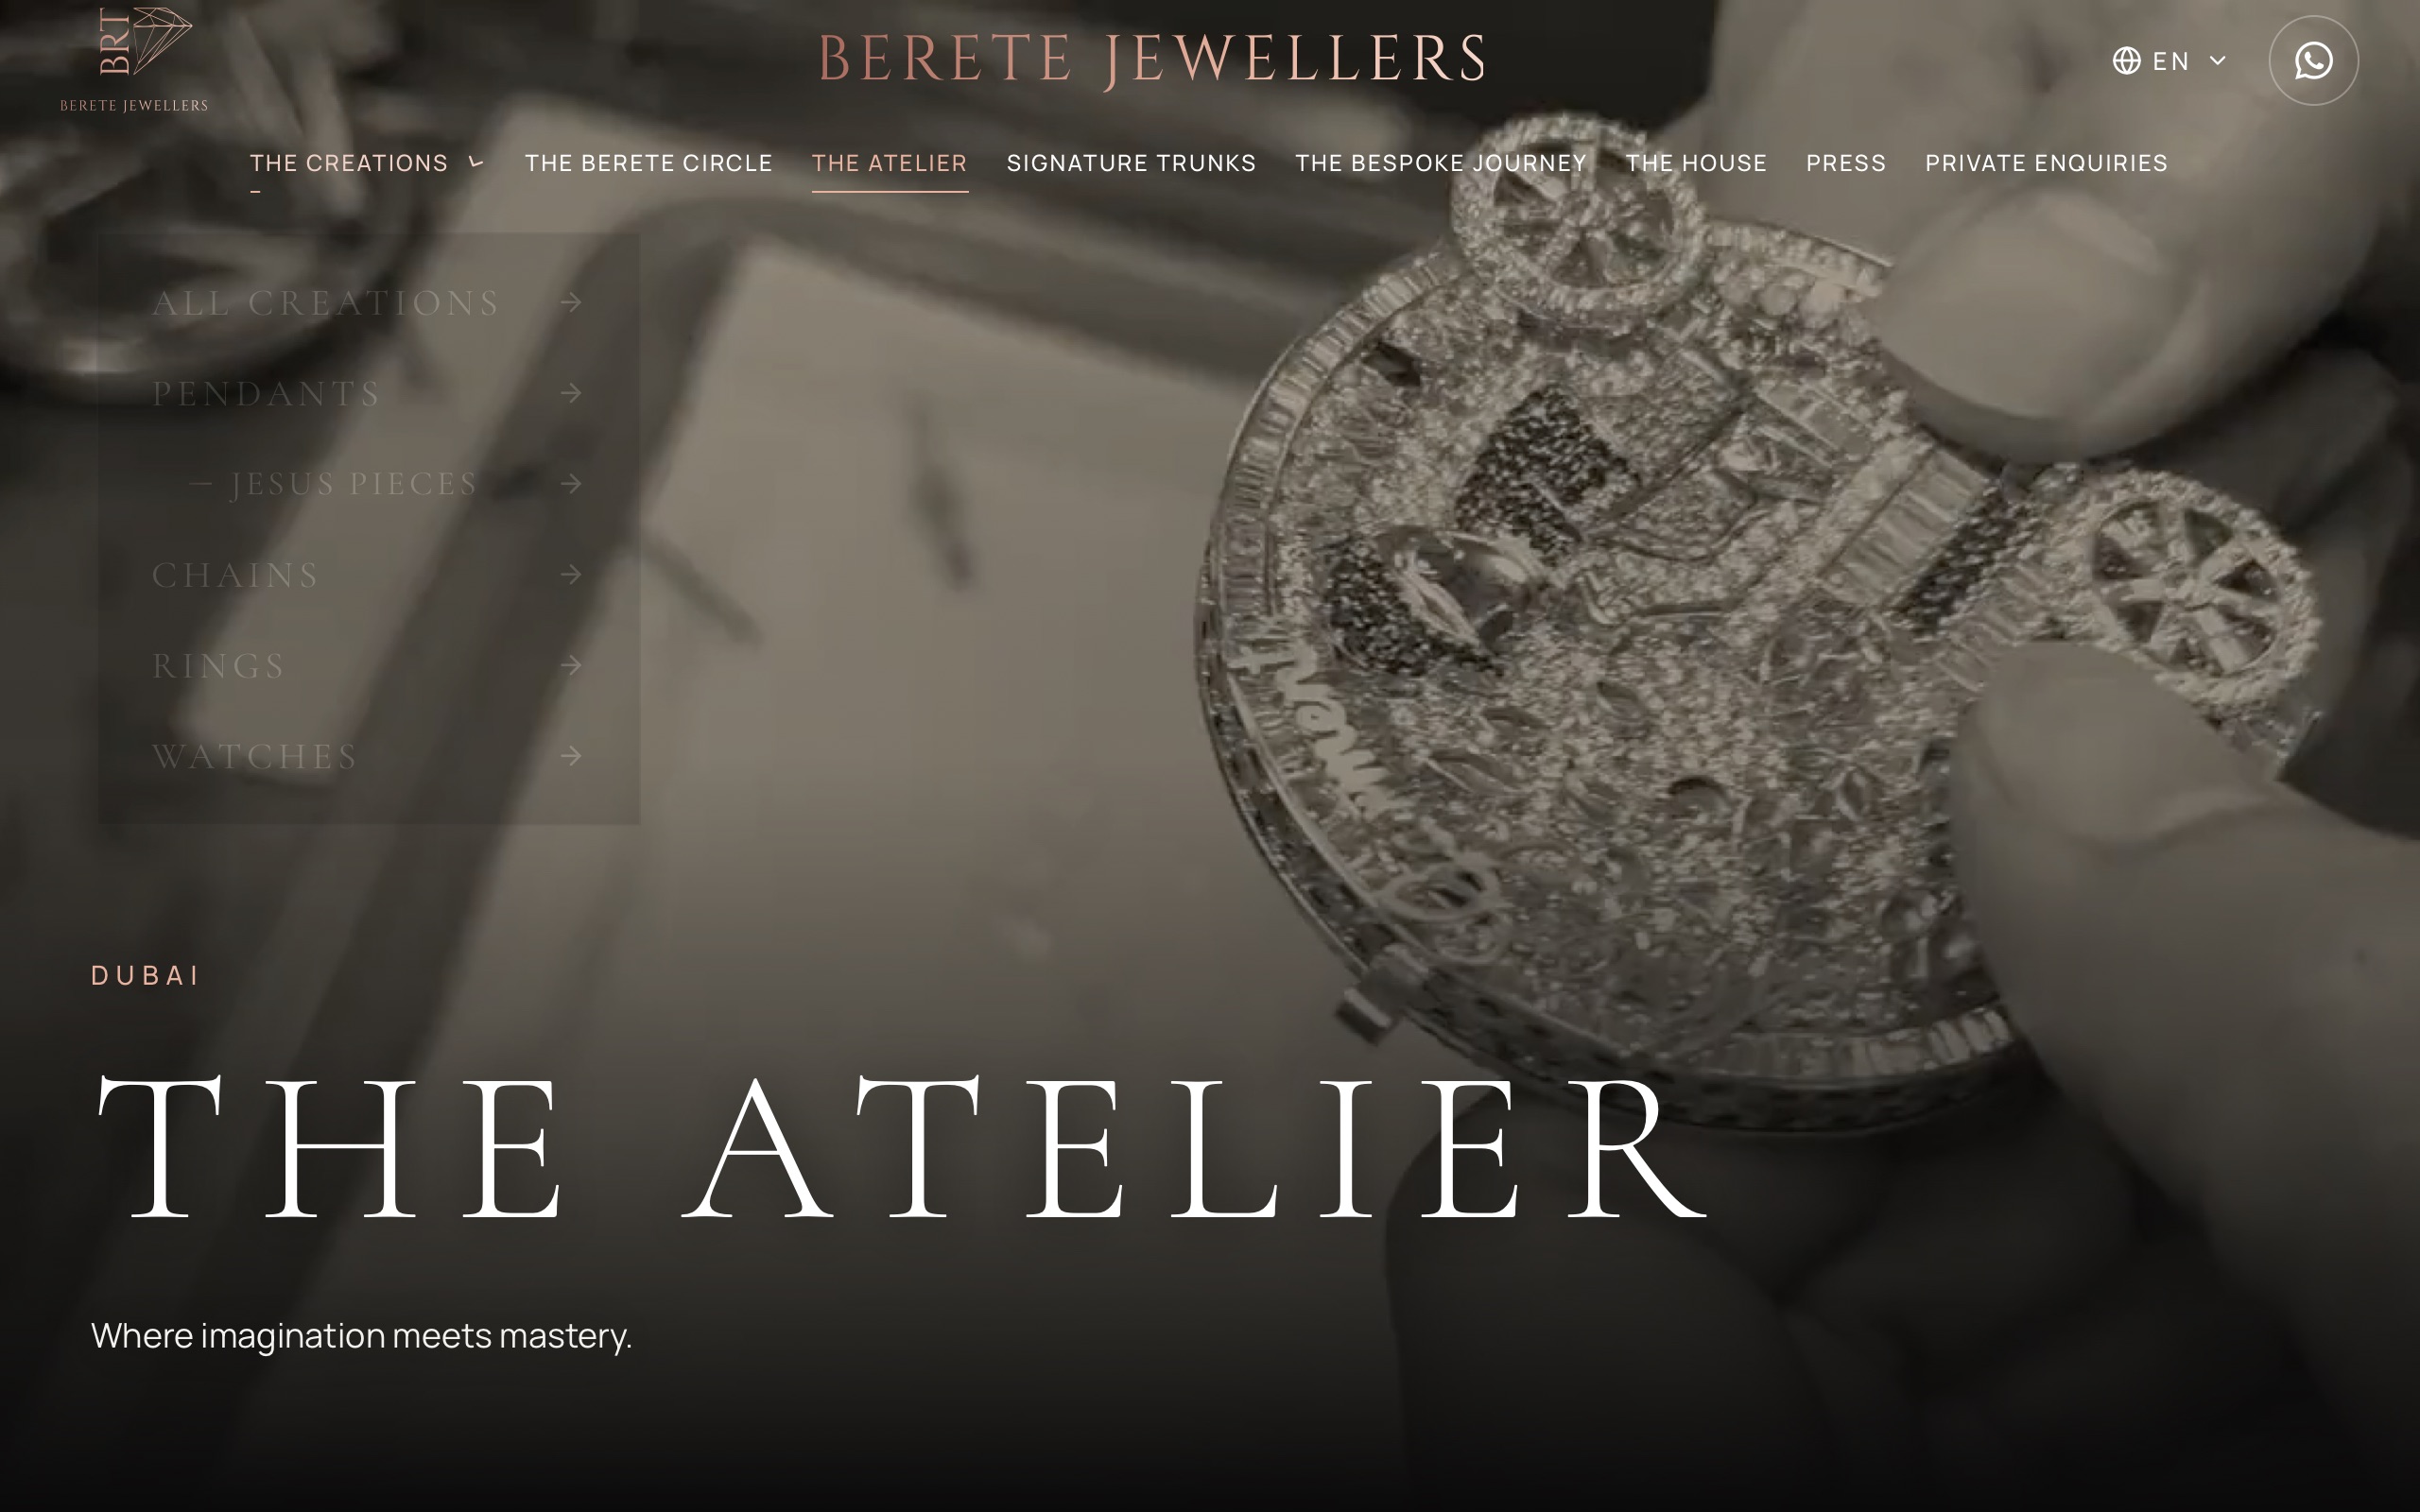 BRT
BERETE JEWELLERS
BERETE JEWELLERS
EN
THE CREATIONS THE BERETE CIRCLE THE ATELIER SIGNATURE TRUNKS THE BESPOKE JOURNEY THE HOUSE PRESS PRIVATE ENQUIRIES
ALL CREATIONS
PENDANTS
— JESUS PIECES
CHAINS
RINGS
WATCHES
DUBAI
THE ATELIER
Where imagination meets mastery.